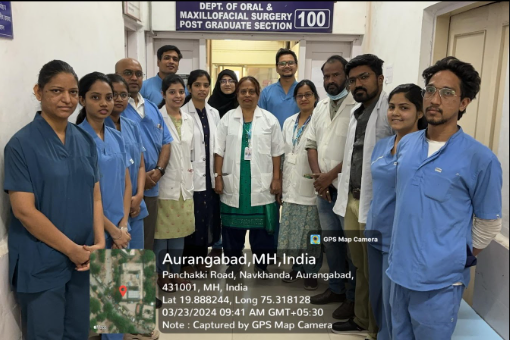 DEPT. OF ORAL &
MAXILLOFACIAL SURGERY
POST GRADUATE SECTION
100
GPS Map Camera
Aurangabad,MH,India
Panchakki Road, Navkhanda, Aurangabad,
431001, MH, India
Lat 19.888244, Long 75.318128
03/23/2024 09:41 AM GMT+05:30
Note : Captured by GPS Map Camera